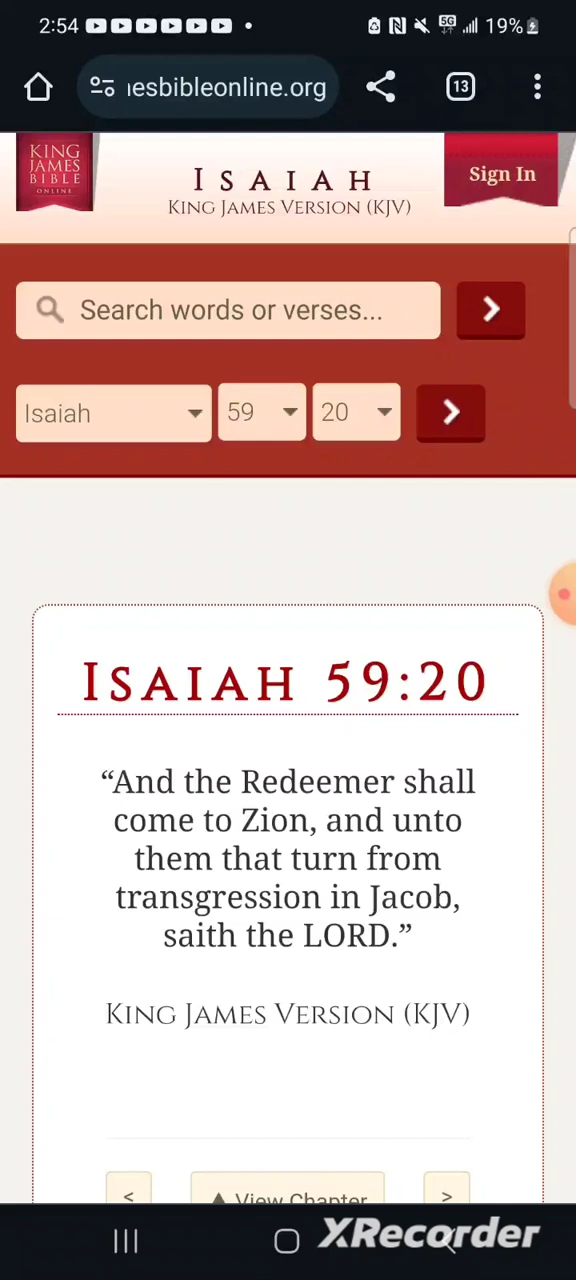 2:54 5G 19%
ıesbibleonline.org 13
KING
JAMES
BIBLE
ONLINE
Isaiah
King James Version (KJV)
Sign In
Search words or verses...
Isaiah 59 20
Isaiah 59:20
“And the Redeemer shall
come to Zion, and unto
them that turn from
transgression in Jacob,
saith the LORD.”
King James Version (KJV)
< ▲ View Chapter >
XRecorder